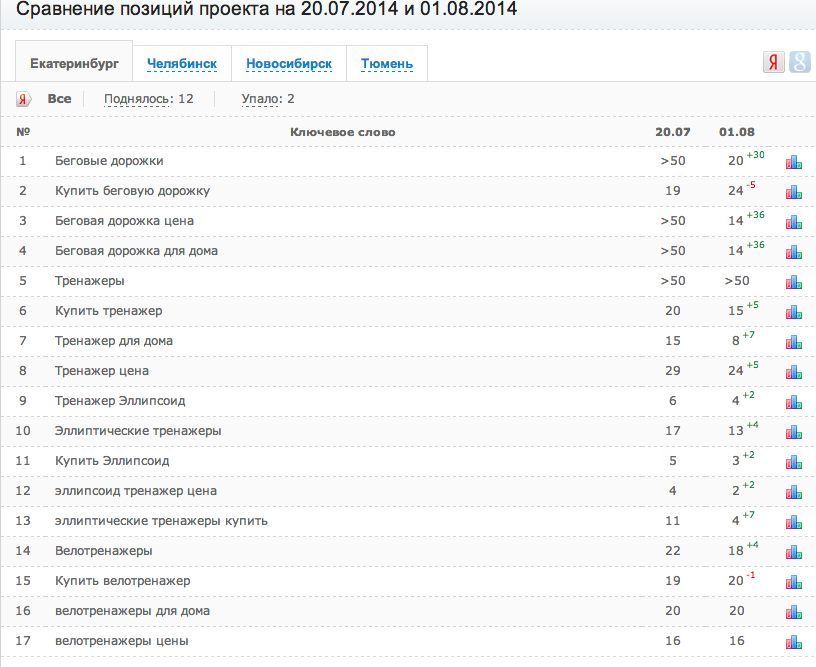 Сравнение позиций проекта на 20.07.2014 и 01.08.2014
Екатеринбург Челябинск Новосибирск Тюмень Я 8
Я Все Поднялось: 12 Упало: 2
№ Ключевое слово 20.07 01.08
1 Беговые дорожки >50 20 +30
2 Купить беговую дорожку 19 24 -5
3 Беговая дорожка цена >50 14 +36
4 Беговая дорожка для дома >50 14 +36
5 Тренажеры >50 >50
6 Купить тренажер 20 15 +5
7 Тренажер для дома 15 8 +7
8 Тренажер цена 29 24 +5
9 Тренажер Эллипсоид 6 4 +2
10 Эллиптические тренажеры 17 13 +4
11 Купить Эллипсоид 5 3 +2
12 эллипсоид тренажер цена 4 2 +2
13 эллиптические тренажеры купить 11 4 +7
14 Велотренажеры 22 18 +4
15 Купить велотренажер 19 20 -1
16 велотренажеры для дома 20 20
17 велотренажеры цены 16 16